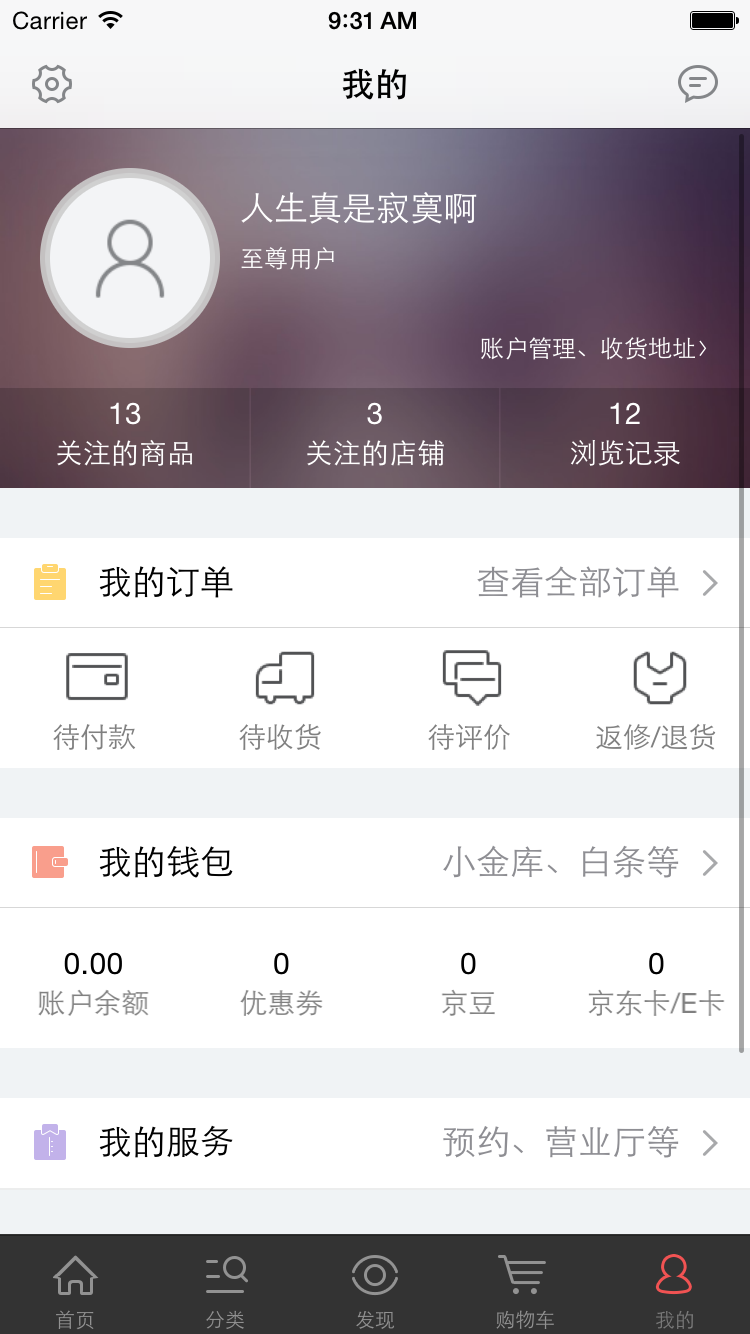 Carrier 9:31 AM
我的
人生真是寂寞啊
至尊用户
账户管理、收货地址>
13 3 12
关注的商品 关注的店铺 浏览记录
我的订单 查看全部订单
待付款 待收货 待评价 返修/退货
我的钱包 小金库、白条等
0.00 0 0 0
账户余额 优惠券 京豆 京东卡/E卡
我的服务 预约、营业厅等
首页 分类 发现 购物车 我的